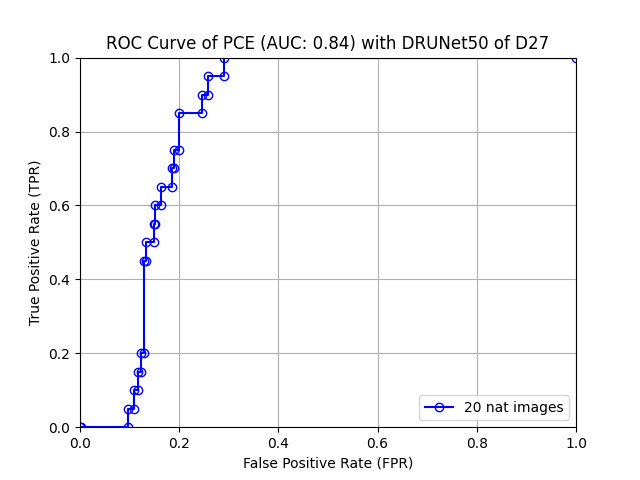 ROC Curve of PCE (AUC: 0.84) with DRUNet50 of D27
True Positive Rate (TPR)
1.0
0.8
0.6
0.4
0.2
0.0
20 nat images
0.0 0.2 0.4 0.6 0.8 1.0
False Positive Rate (FPR)